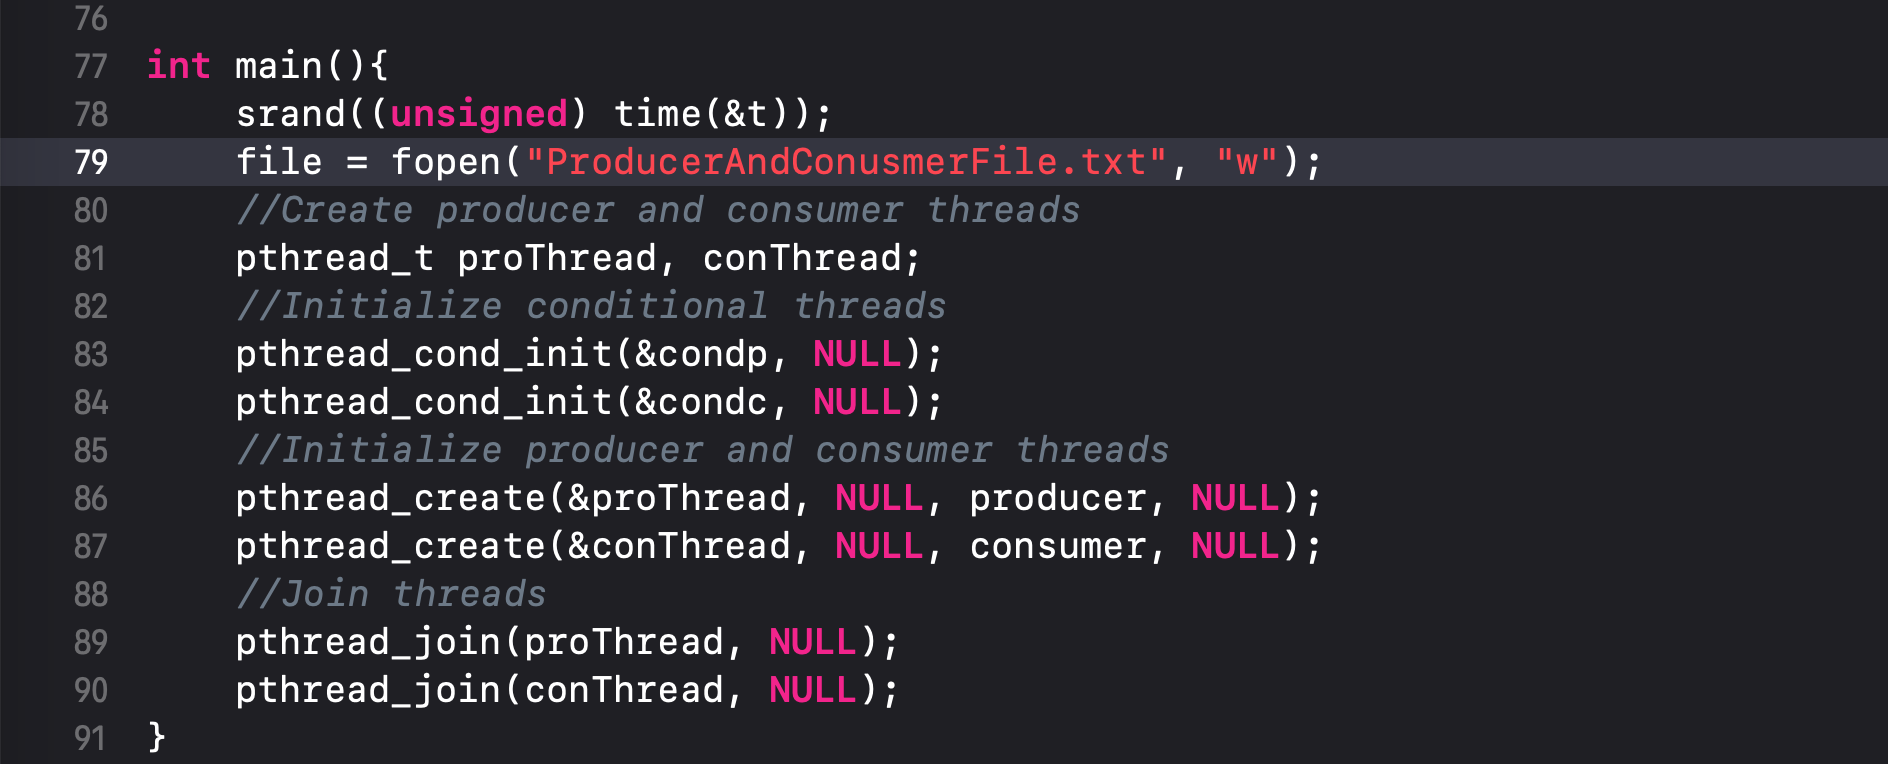 76
77 int main(){
78 srand((unsigned) time(&t));
79 file = fopen("ProducerAndConusmerFile.txt", "w");
80 //Create producer and consumer threads
81 pthread_t proThread, conThread;
82 //Initialize conditional threads
83 pthread_cond_init(&condp, NULL);
84 pthread_cond_init(&condc, NULL);
85 //Initialize producer and consumer threads
86 pthread_create(&proThread, NULL, producer, NULL);
87 pthread_create(&conThread, NULL, consumer, NULL);
88 //Join threads
89 pthread_join(proThread, NULL);
90 pthread_join(conThread, NULL);
91 }